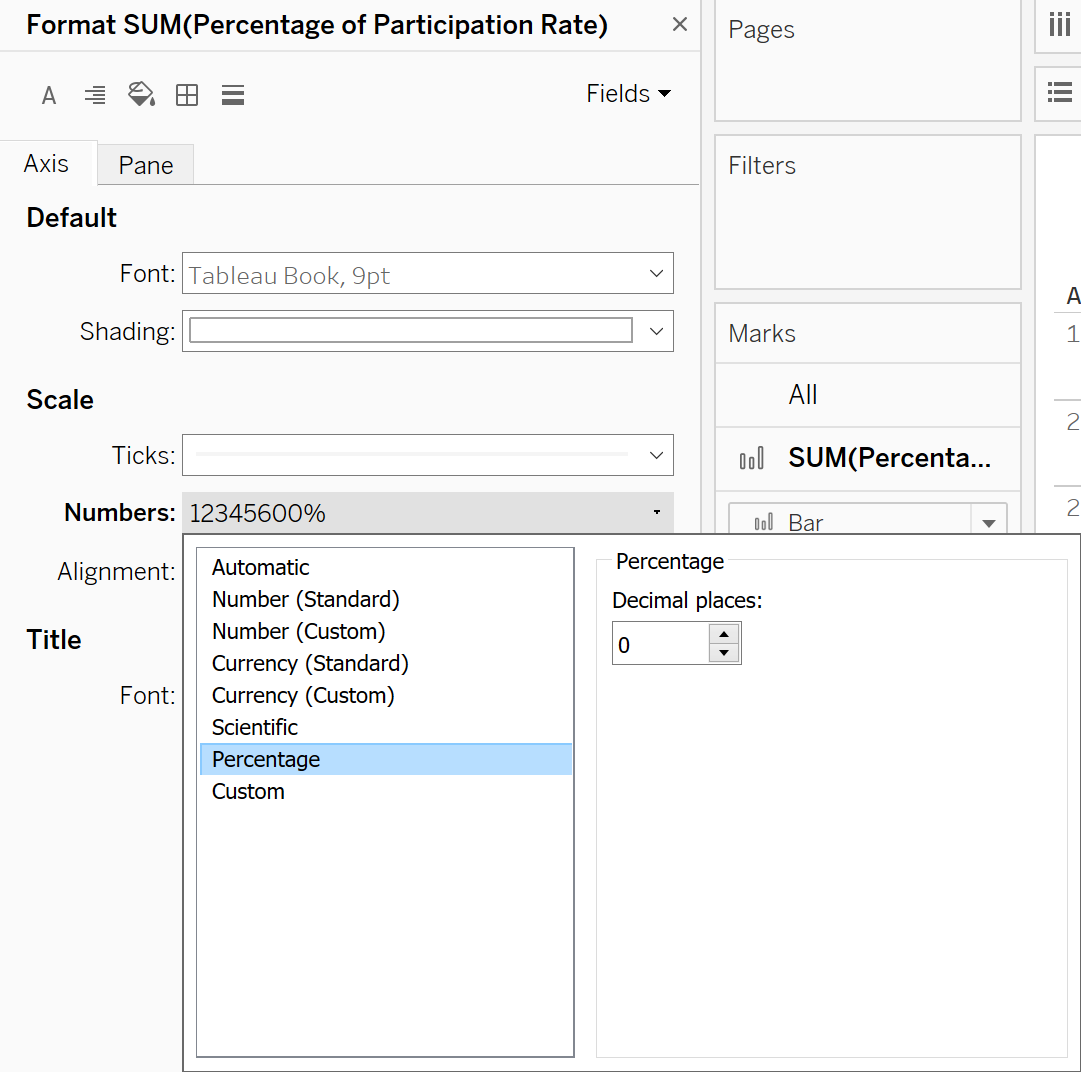 Format SUM(Percentage of Participation Rate)
Pages
A
Fields
Axis
Pane
Filters
Default
Font: Tableau Book, 9pt
Shading:
A
1
Marks
Scale
All
2
Ticks:
SUM(Percenta...
2
Numbers: 12345600%
Bar
Alignment:
Automatic
Number (Standard)
Number (Custom)
Currency (Standard)
Currency (Custom)
Scientific
Percentage
Custom
Percentage
Decimal places:
0
Title
Font: